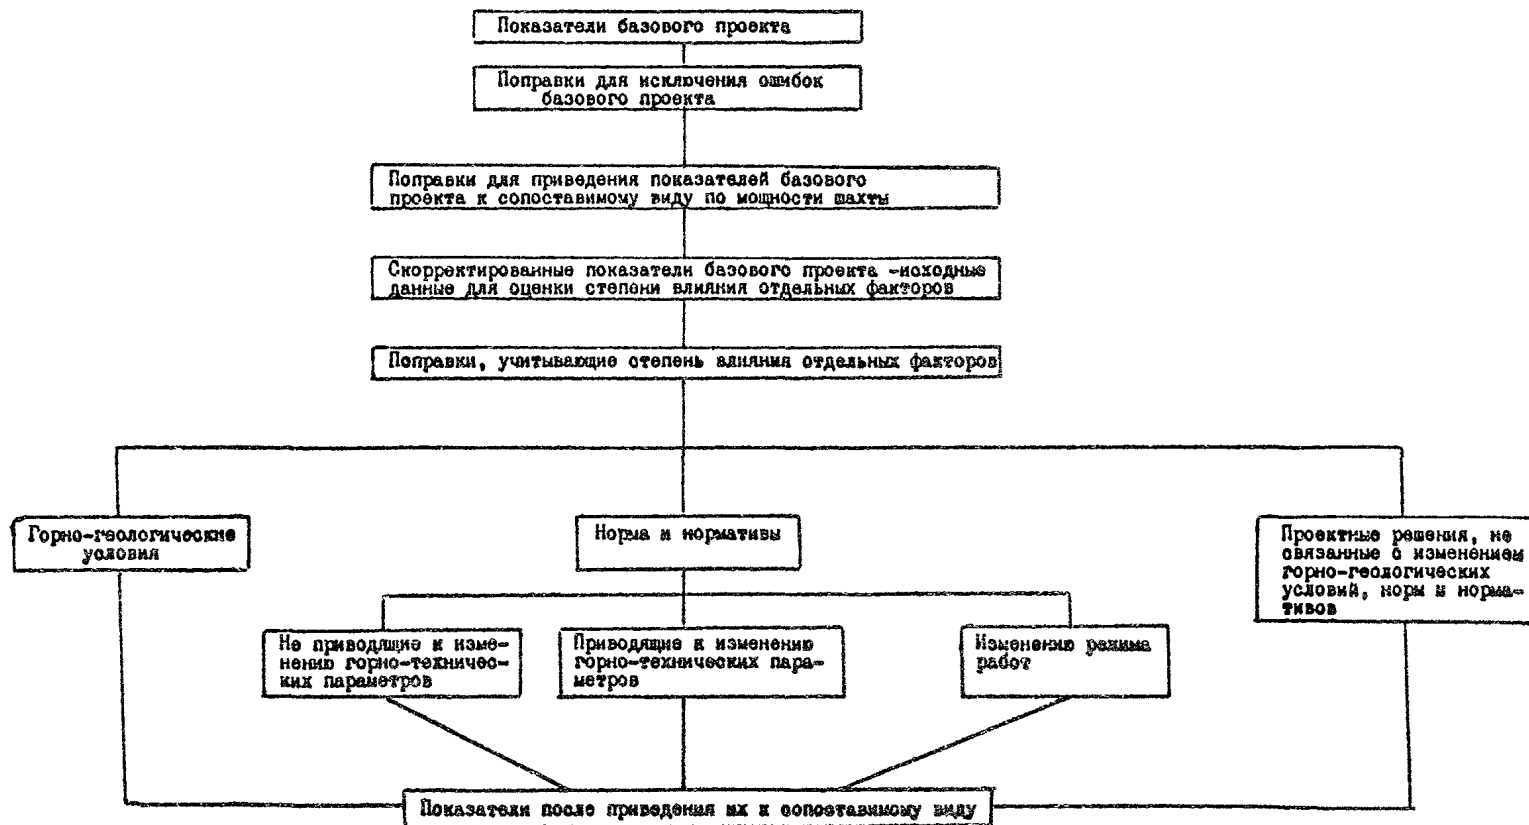 Показатели базового проекта
Поправки для исключения ошибок
базового проекта
Поправки для приведения показателей базового
проекта к сопоставимому виду по мощности шахты
Скорректированные показатели базового проекта -исходные
данные для оценки степени влияния отдельных факторов
Поправки, учитывающие степень влияния отдельных факторов
Горно-геологические
условия
Норма и нормативы
Проектные решения, не
связанные с изменением
горно-геологических
условий, норм и норма-
тивов
Не приводящие к изме-
нению горно-техничес-
ких параметров
Приводящие к изменению
горно-технических пара-
метров
Изменению режима
работ
Показатели после приведения их к сопоставимому виду